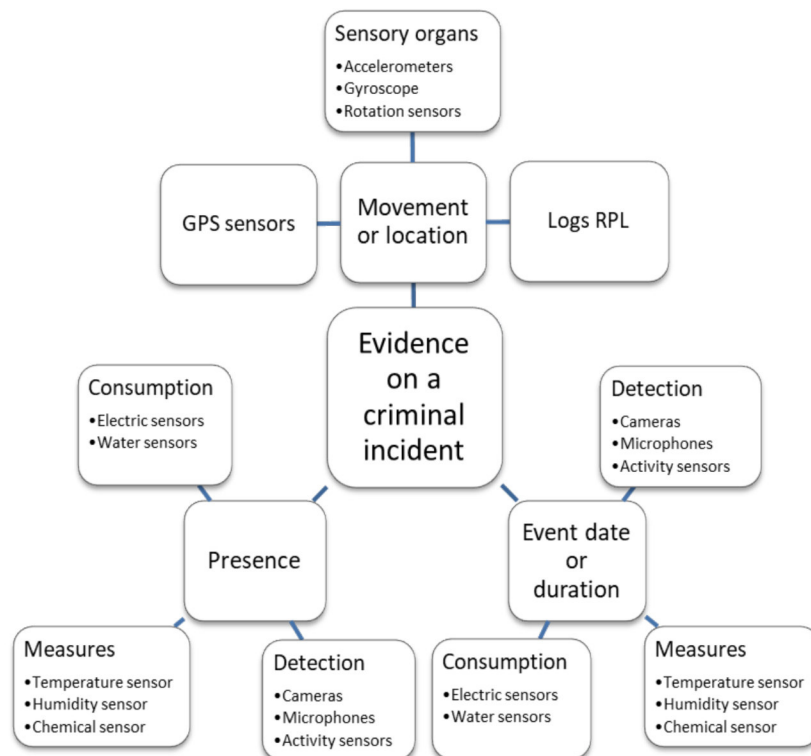 Sensory organs
•Accelerometers
•Gyroscope
•Rotation sensors
GPS sensors
Movement
or location
Logs RPL
Evidence
on a
criminal
incident
Consumption
•Electric sensors
•Water sensors
Detection
•Cameras
•Microphones
•Activity sensors
Presence
Event date
or
duration
Measures
•Temperature sensor
•Humidity sensor
•Chemical sensor
Detection
•Cameras
•Microphones
•Activity sensors
Consumption
•Electric sensors
•Water sensors
Measures
•Temperature sensor
•Humidity sensor
•Chemical sensor